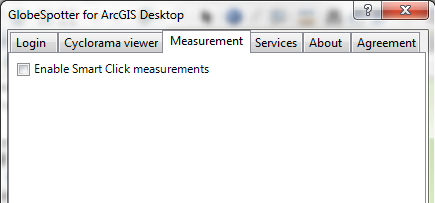 GlobeSpotter for ArcGIS Desktop
Login Cyclorama viewer Measurement Services About Agreement
Enable Smart Click measurements